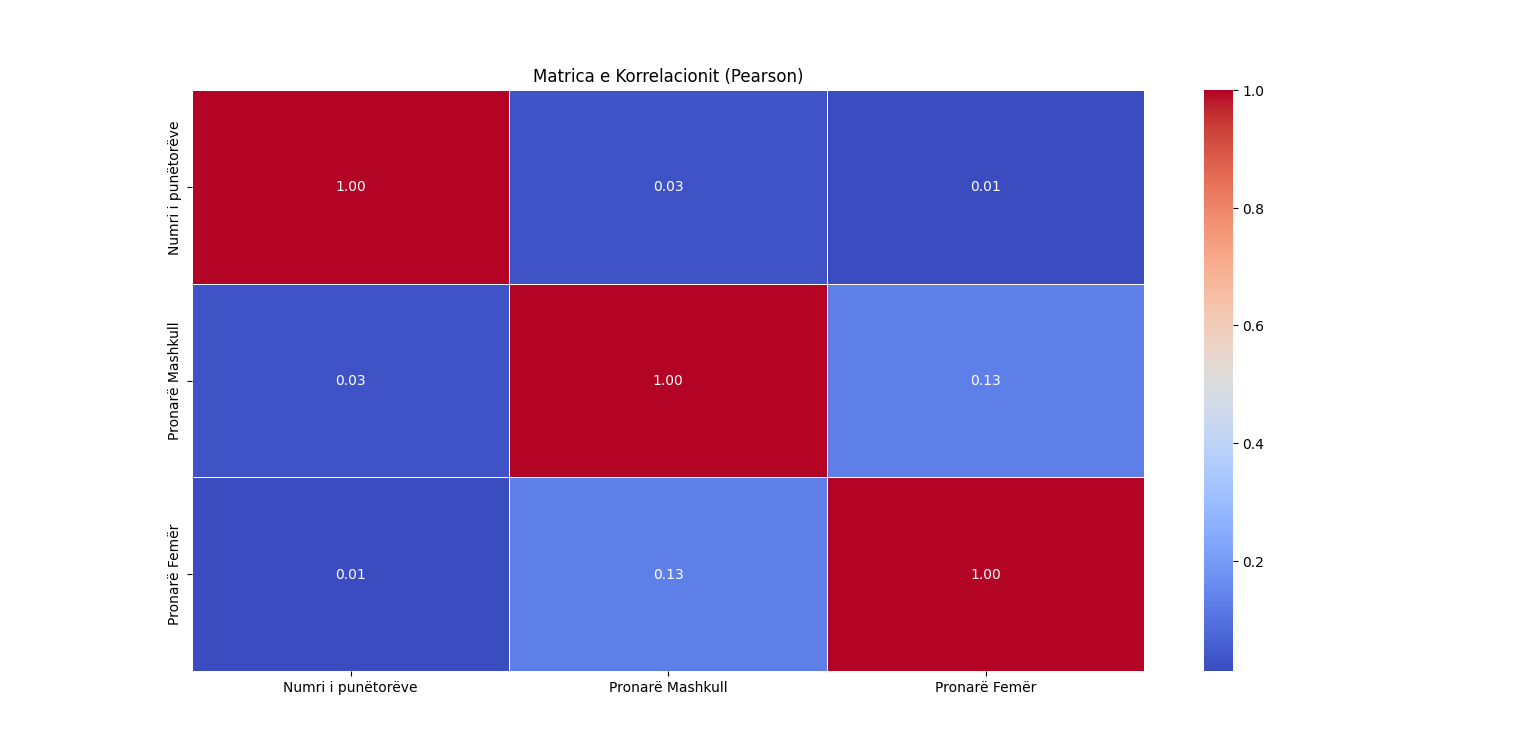 Matrica e Korrelacionit (Pearson)
Numri i punëtorëve
1.00
0.03
0.01
Pronarë Mashkull
0.03
1.00
0.13
Pronarë Femër
0.01
0.13
1.00
Numri i punëtorëve
Pronarë Mashkull
Pronarë Femër
1.0
0.8
0.6
0.4
0.2